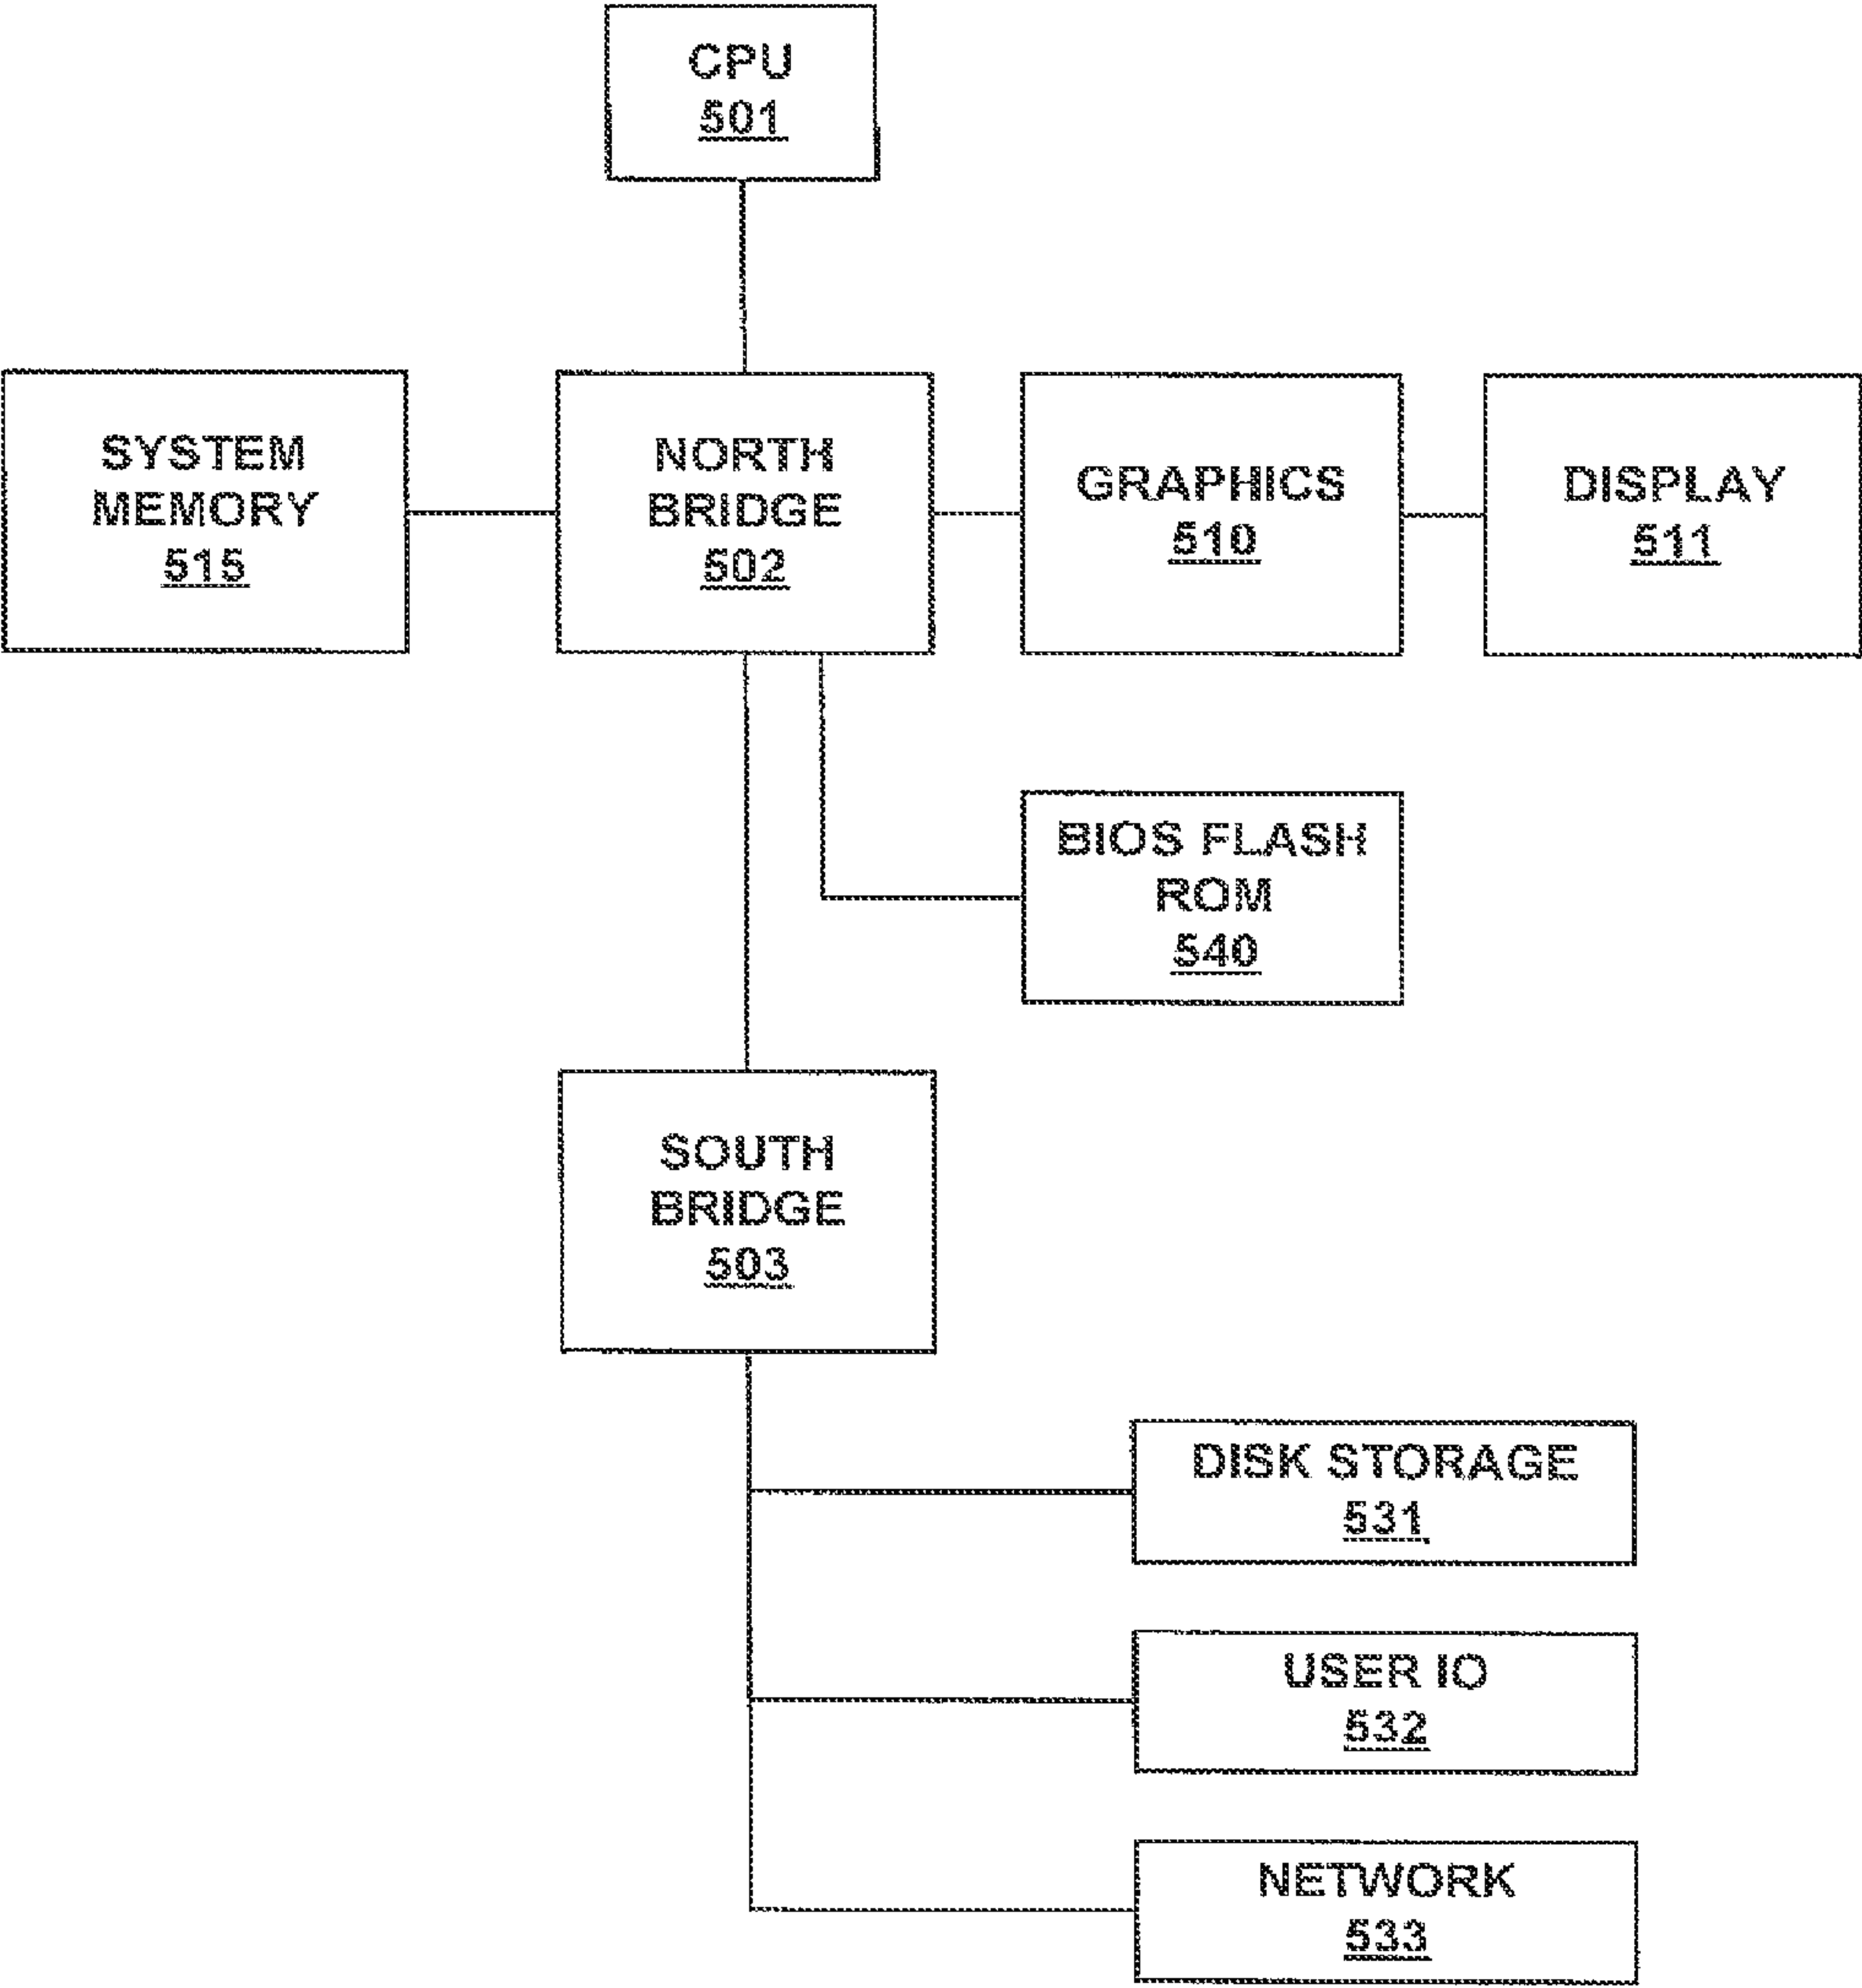 CPU
501
SYSTEM
MEMORY
515
NORTH
BRIDGE
502
GRAPHICS
510
DISPLAY
511
BIOS FLASH
ROM
540
SOUTH
BRIDGE
503
DISK STORAGE
531
USER IO
532
NETWORK
533